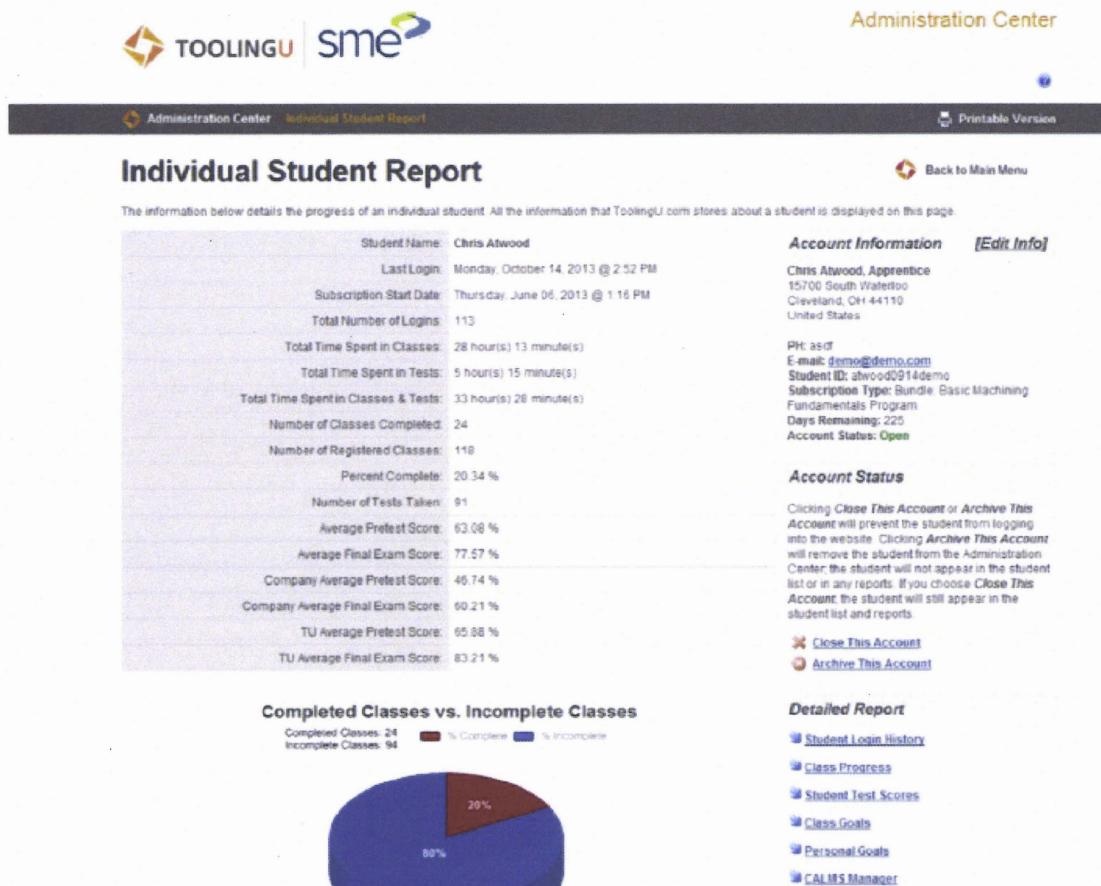 TOOLINGU
sme
Administration Center
Administration Center
Individual Student Report
Printable Version
Individual Student Report
Back to Main Menu
The information below details the progress of an individual student. All the information that ToolingU.com stores about a student is displayed on this page.
Student Name: Chris Atwood
Last Login: Monday, October 14, 2013 @ 2:52 PM
Subscription Start Date: Thursday, June 06, 2013 @ 1:16 PM
Total Number of Logins: 113
Total Time Spent in Classes: 28 hour(s) 13 minute(s)
Total Time Spent in Tests: 5 hour(s) 15 minute(s)
Total Time Spent in Classes & Tests: 33 hour(s) 28 minute(s)
Number of Classes Completed: 24
Number of Registered Classes: 118
Percent Complete: 20.34 %
Number of Tests Taken: 91
Average Pretest Score: 63.08 %
Average Final Exam Score: 77.57 %
Company Average Pretest Score: 46.74 %
Company Average Final Exam Score: 60.21 %
TU Average Pretest Score: 65.88 %
TU Average Final Exam Score: 83.21 %
Completed Classes vs. Incomplete Classes
Completed Classes: 24
Incomplete Classes: 94
% Complete
% Incomplete
20%
80%
Account Information
[Edit Info]
Chris Atwood, Apprentice
15700 South Waterloo
Cleveland, OH 44110
United States
PH: asdf
E-mail: demo@demo.com
Student ID: atwood0914demo
Subscription Type: Bundle: Basic Machining
Fundamentals Program
Days Remaining: 225
Account Status: Open
Account Status
Clicking Close This Account or Archive This
Account will prevent the student from logging
into the website. Clicking Archive This Account
will remove the student from the Administration
Center; the student will not appear in the student
list or in any reports. If you choose Close This
Account, the student will still appear in the
student list and reports.
Close This Account
Archive This Account
Detailed Report
Student Login History
Class Progress
Student Test Scores
Class Goals
Personal Goals
CALMS Manager